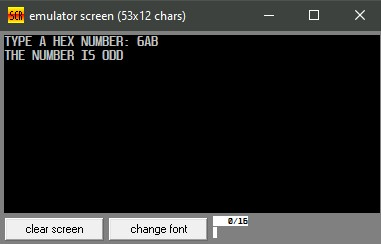 emulator screen (53x12 chars)
TYPE A HEX NUMBER: 6AB
THE NUMBER IS ODD
clear screen
change font
0/16